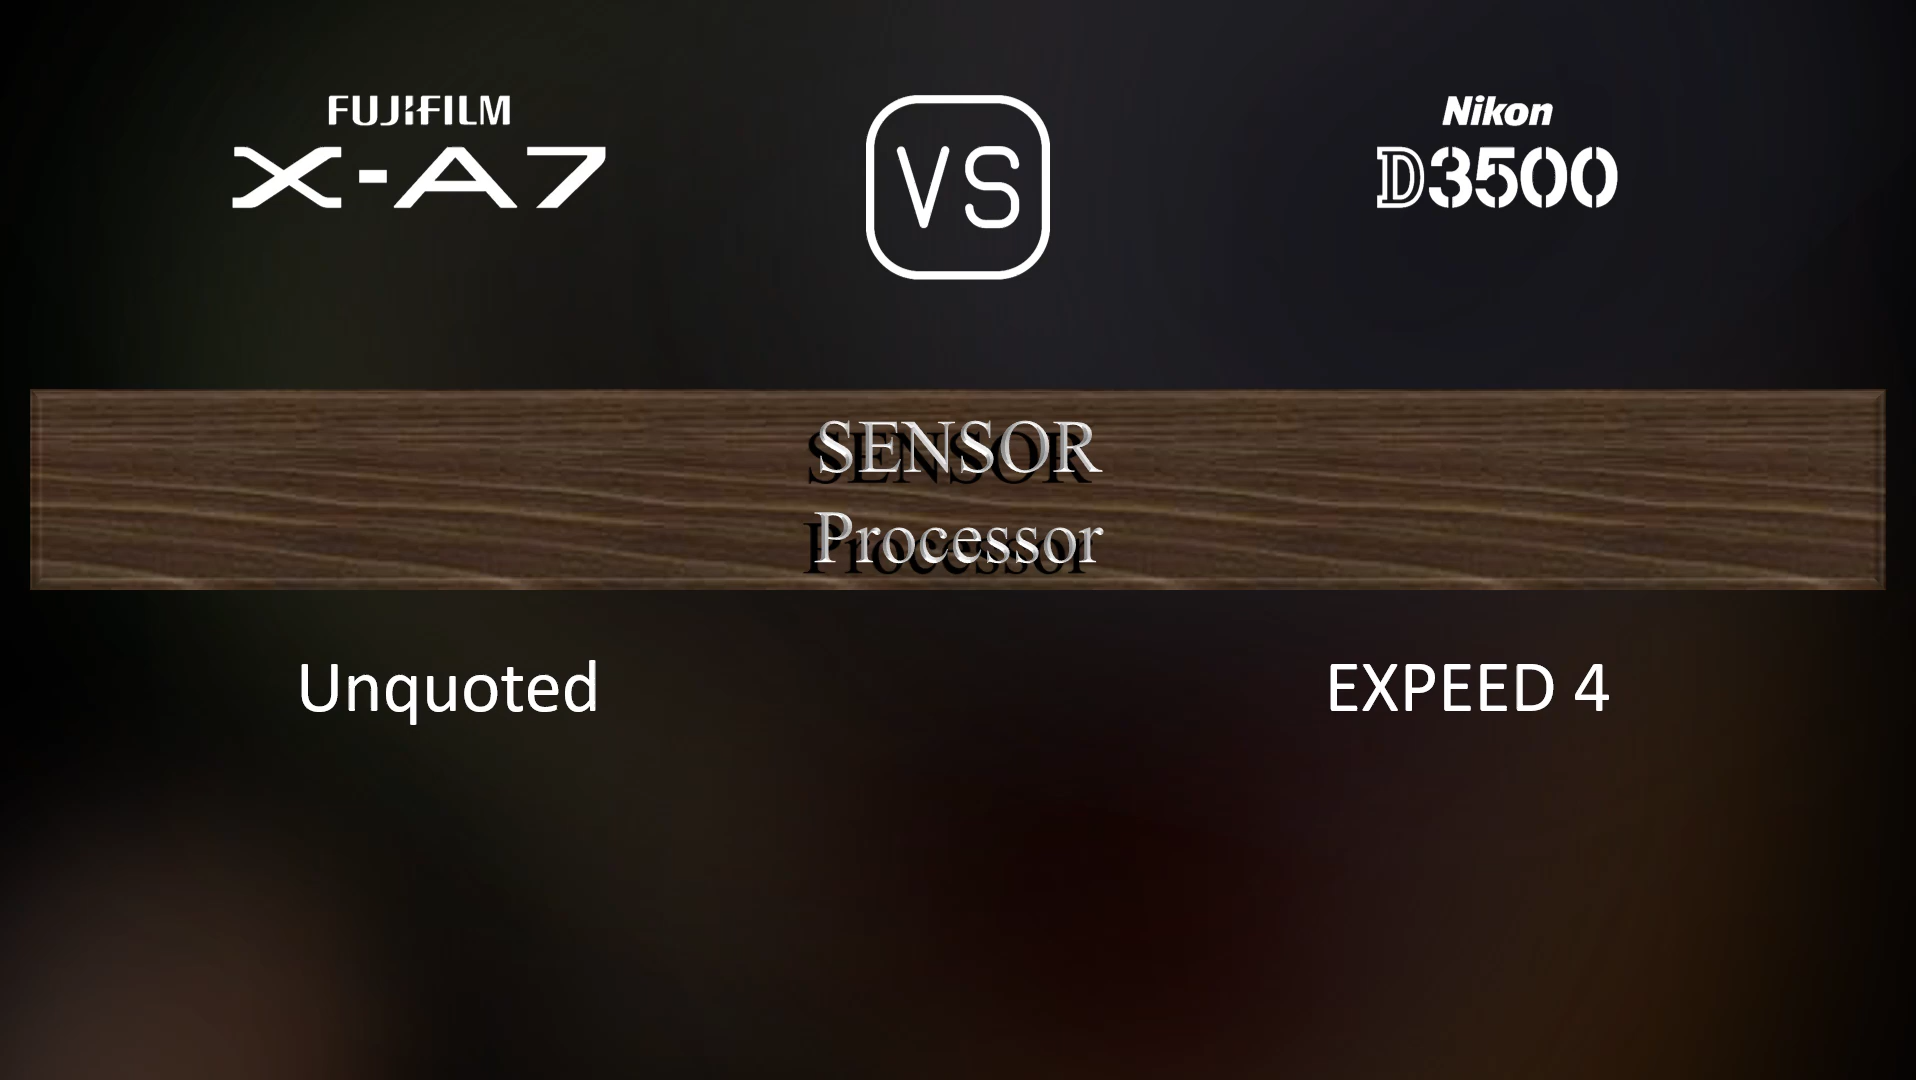 FUJIFILM
X-A7
VS
Nikon
D3500
SENSOR
Processor
Unquoted
EXPEED 4